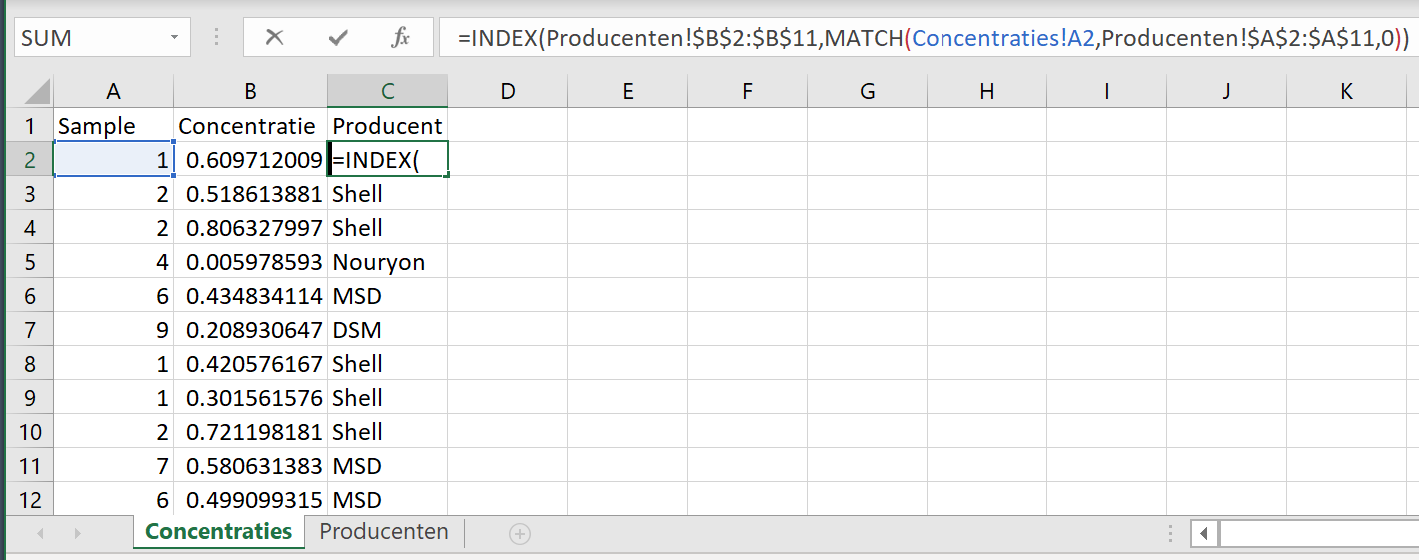 SUM fx =INDEX(Producenten!$B$2:$B$11,MATCH(Concentraties!A2,Producenten!$A$2:$A$11,0))
A B C D E F G H I J K
1 Sample Concentratie Producent
2 1 0.609712009 =INDEX(
3 2 0.518613881 Shell
4 2 0.806327997 Shell
5 4 0.005978593 Nouryon
6 6 0.434834114 MSD
7 9 0.208930647 DSM
8 1 0.420576167 Shell
9 1 0.301561576 Shell
10 2 0.721198181 Shell
11 7 0.580631383 MSD
12 6 0.499099315 MSD
Concentraties Producenten